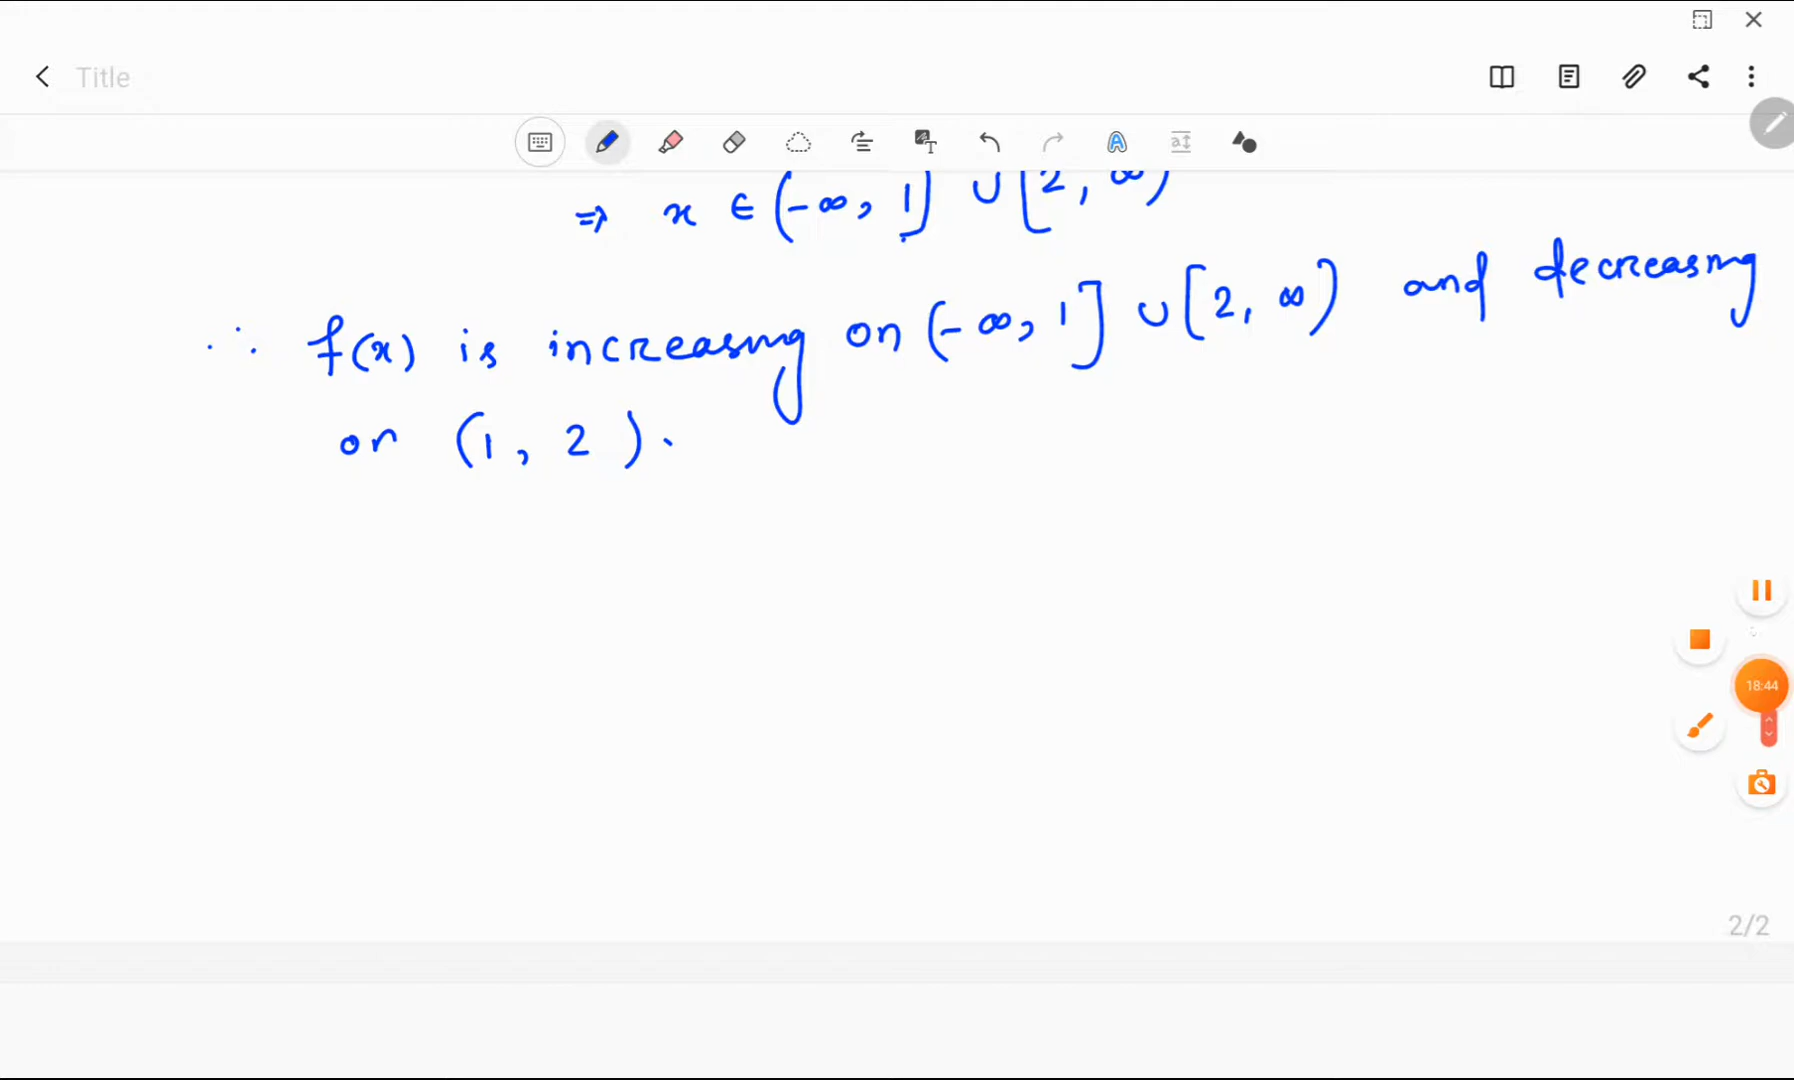 Title
⇒ x ∈ (-∞, 1] ∪ [2, ∞)
∴ f(x) is increasing on (-∞, 1] ∪ [2, ∞) and decreasing
on (1, 2).
18:44
2/2